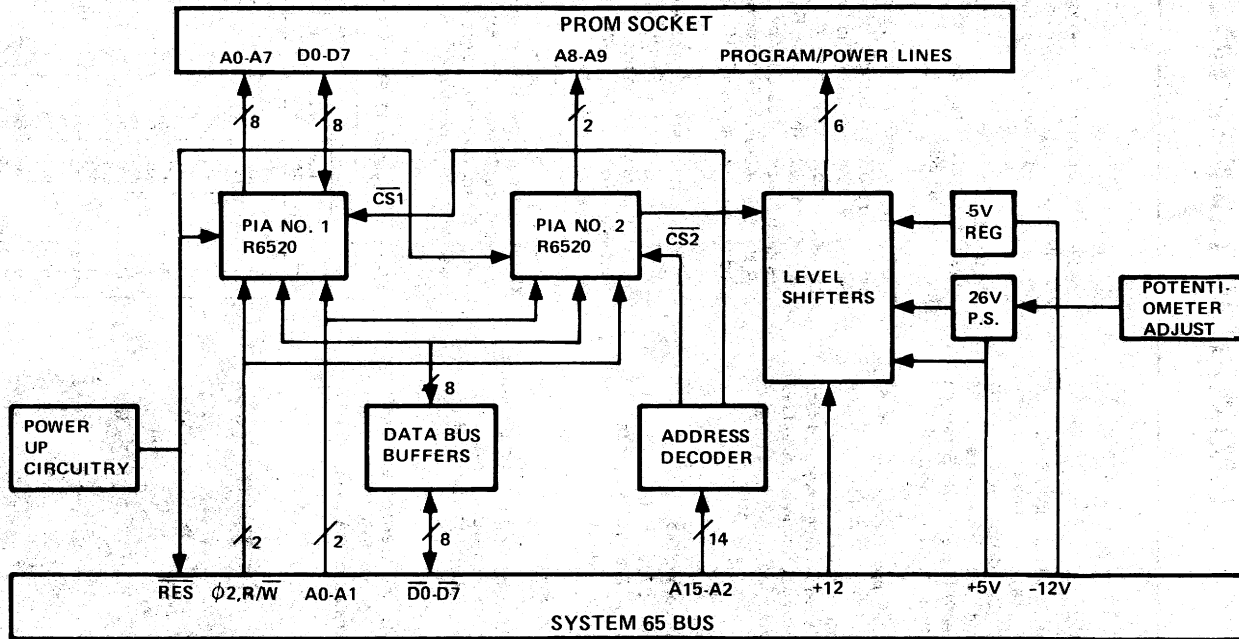 PROM SOCKET
A0-A7 D0-D7 A8-A9 PROGRAM/POWER LINES
8 8 2 6
CS1
PIA NO. 1
R6520
PIA NO. 2
R6520
CS2
LEVEL
SHIFTERS
-5V
REG
26V
P.S.
POTENTI-
OMETER
ADJUST
8
POWER
UP
CIRCUITRY
DATA BUS
BUFFERS
ADDRESS
DECODER
2 2 8 14
RES ϕ2,R/W A0-A1 D0-D7 A15-A2 +12 +5V -12V
SYSTEM 65 BUS